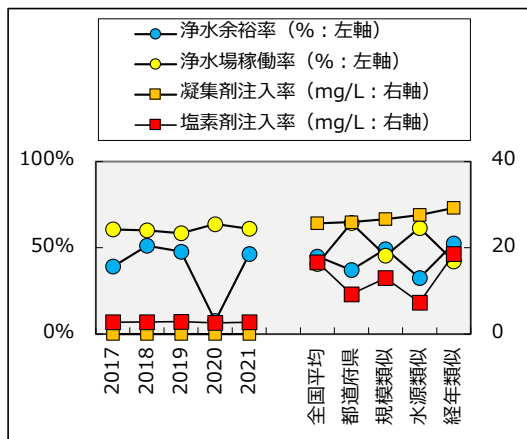 浄水余裕率（%：左軸）
浄水場稼働率（%：左軸）
凝集剤注入率（mg/L：右軸）
塩素剤注入率（mg/L：右軸）
100% 40
50% 20
0% 0
2017 2018 2019 2020 2021 全国平均 都道府県 規模類似 水源類似 経年類似